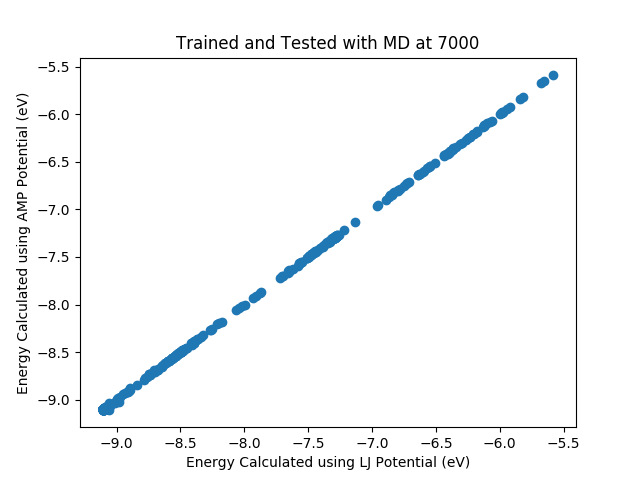 Trained and Tested with MD at 7000
Energy Calculated using AMP Potential (eV)
−5.5
−6.0
−6.5
−7.0
−7.5
−8.0
−8.5
−9.0
−9.0 −8.5 −8.0 −7.5 −7.0 −6.5 −6.0 −5.5
Energy Calculated using LJ Potential (eV)